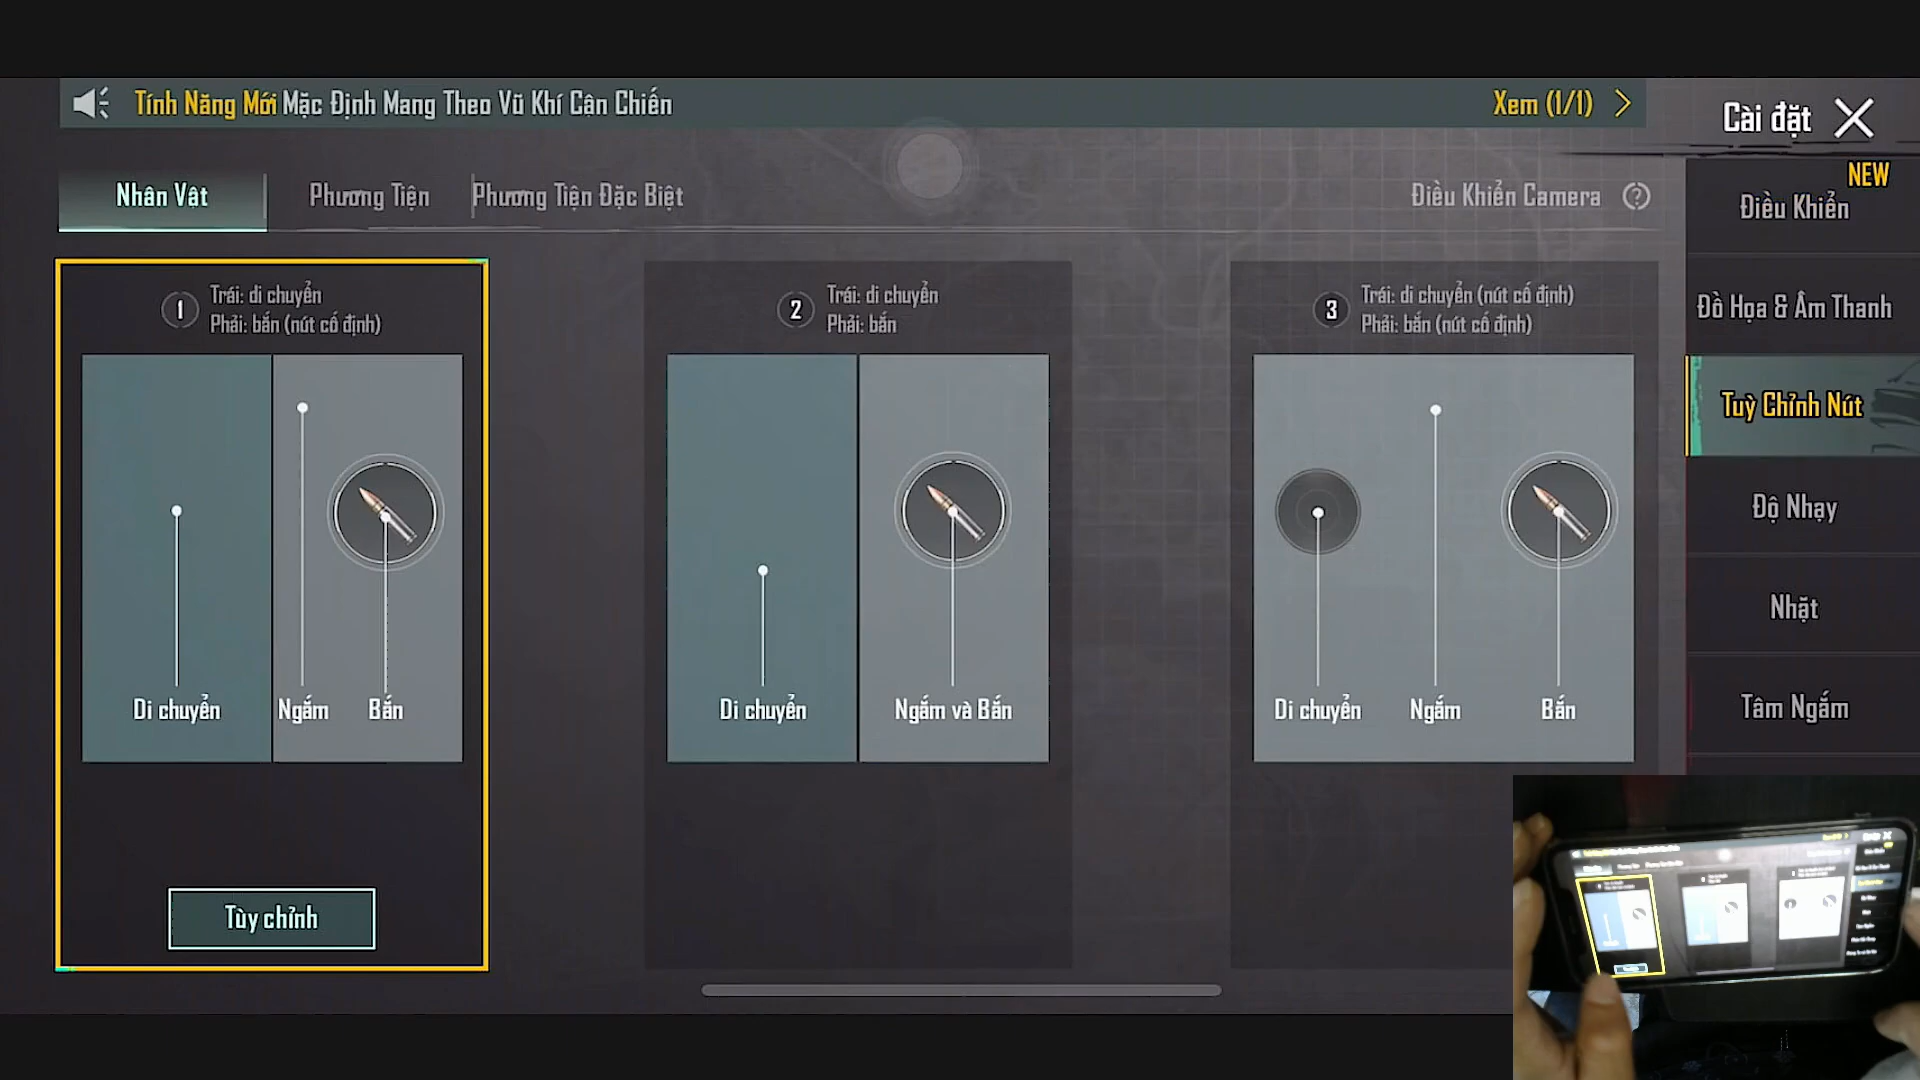 Tính Năng Mới Mặc Định Mang Theo Vũ Khí Cận Chiến
Xem (1/1)
Cài đặt
Nhân Vật
Phương Tiện
Phương Tiện Đặc Biệt
Điều Khiển Camera
?
1
Trái: di chuyển
Phải: bắn (nút cố định)
Di chuyển
Ngắm
Bắn
Tùy chỉnh
2
Trái: di chuyển
Phải: bắn
Di chuyển
Ngắm và Bắn
3
Trái: di chuyển (nút cố định)
Phải: bắn (nút cố định)
Di chuyển
Ngắm
Bắn
NEW
Điều Khiển
Đồ Họa & Âm Thanh
Tuỳ Chỉnh Nút
Độ Nhạy
Nhặt
Tâm Ngắm